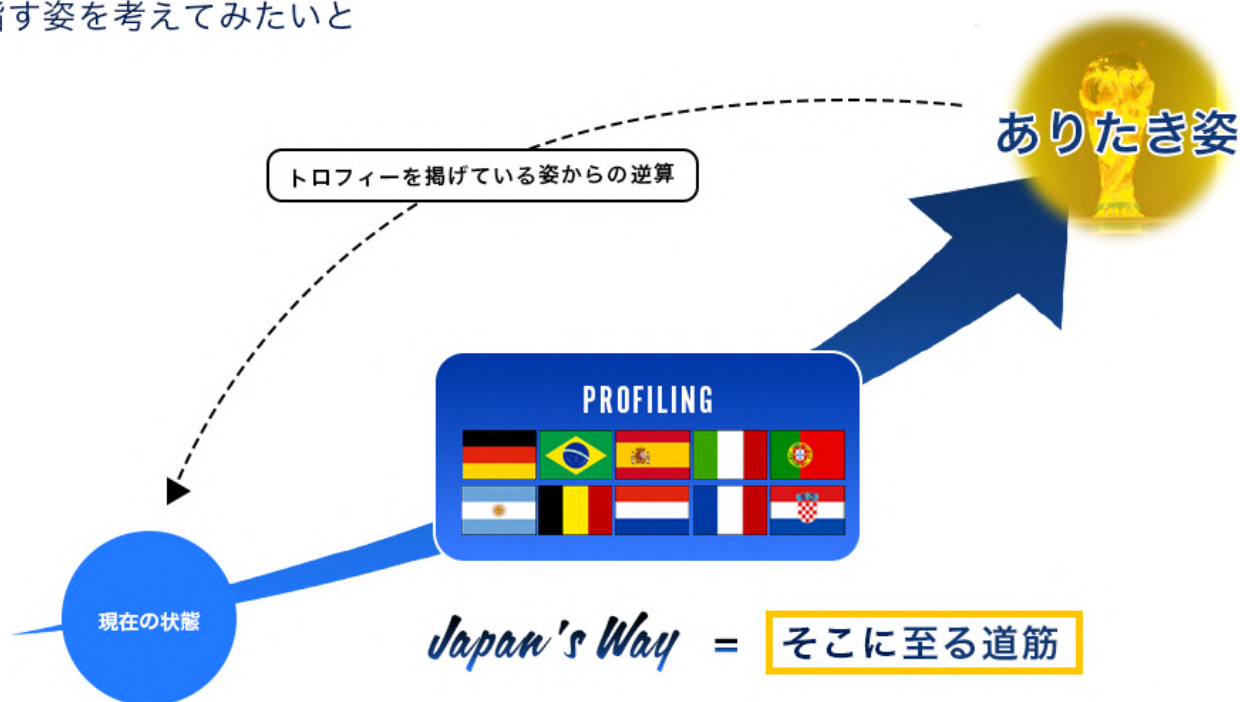 す姿を考えてみたいと
ありたき姿
トロフィーを掲げている姿からの逆算
PROFILING
現在の状態
Japan's Way = そこに至る道筋